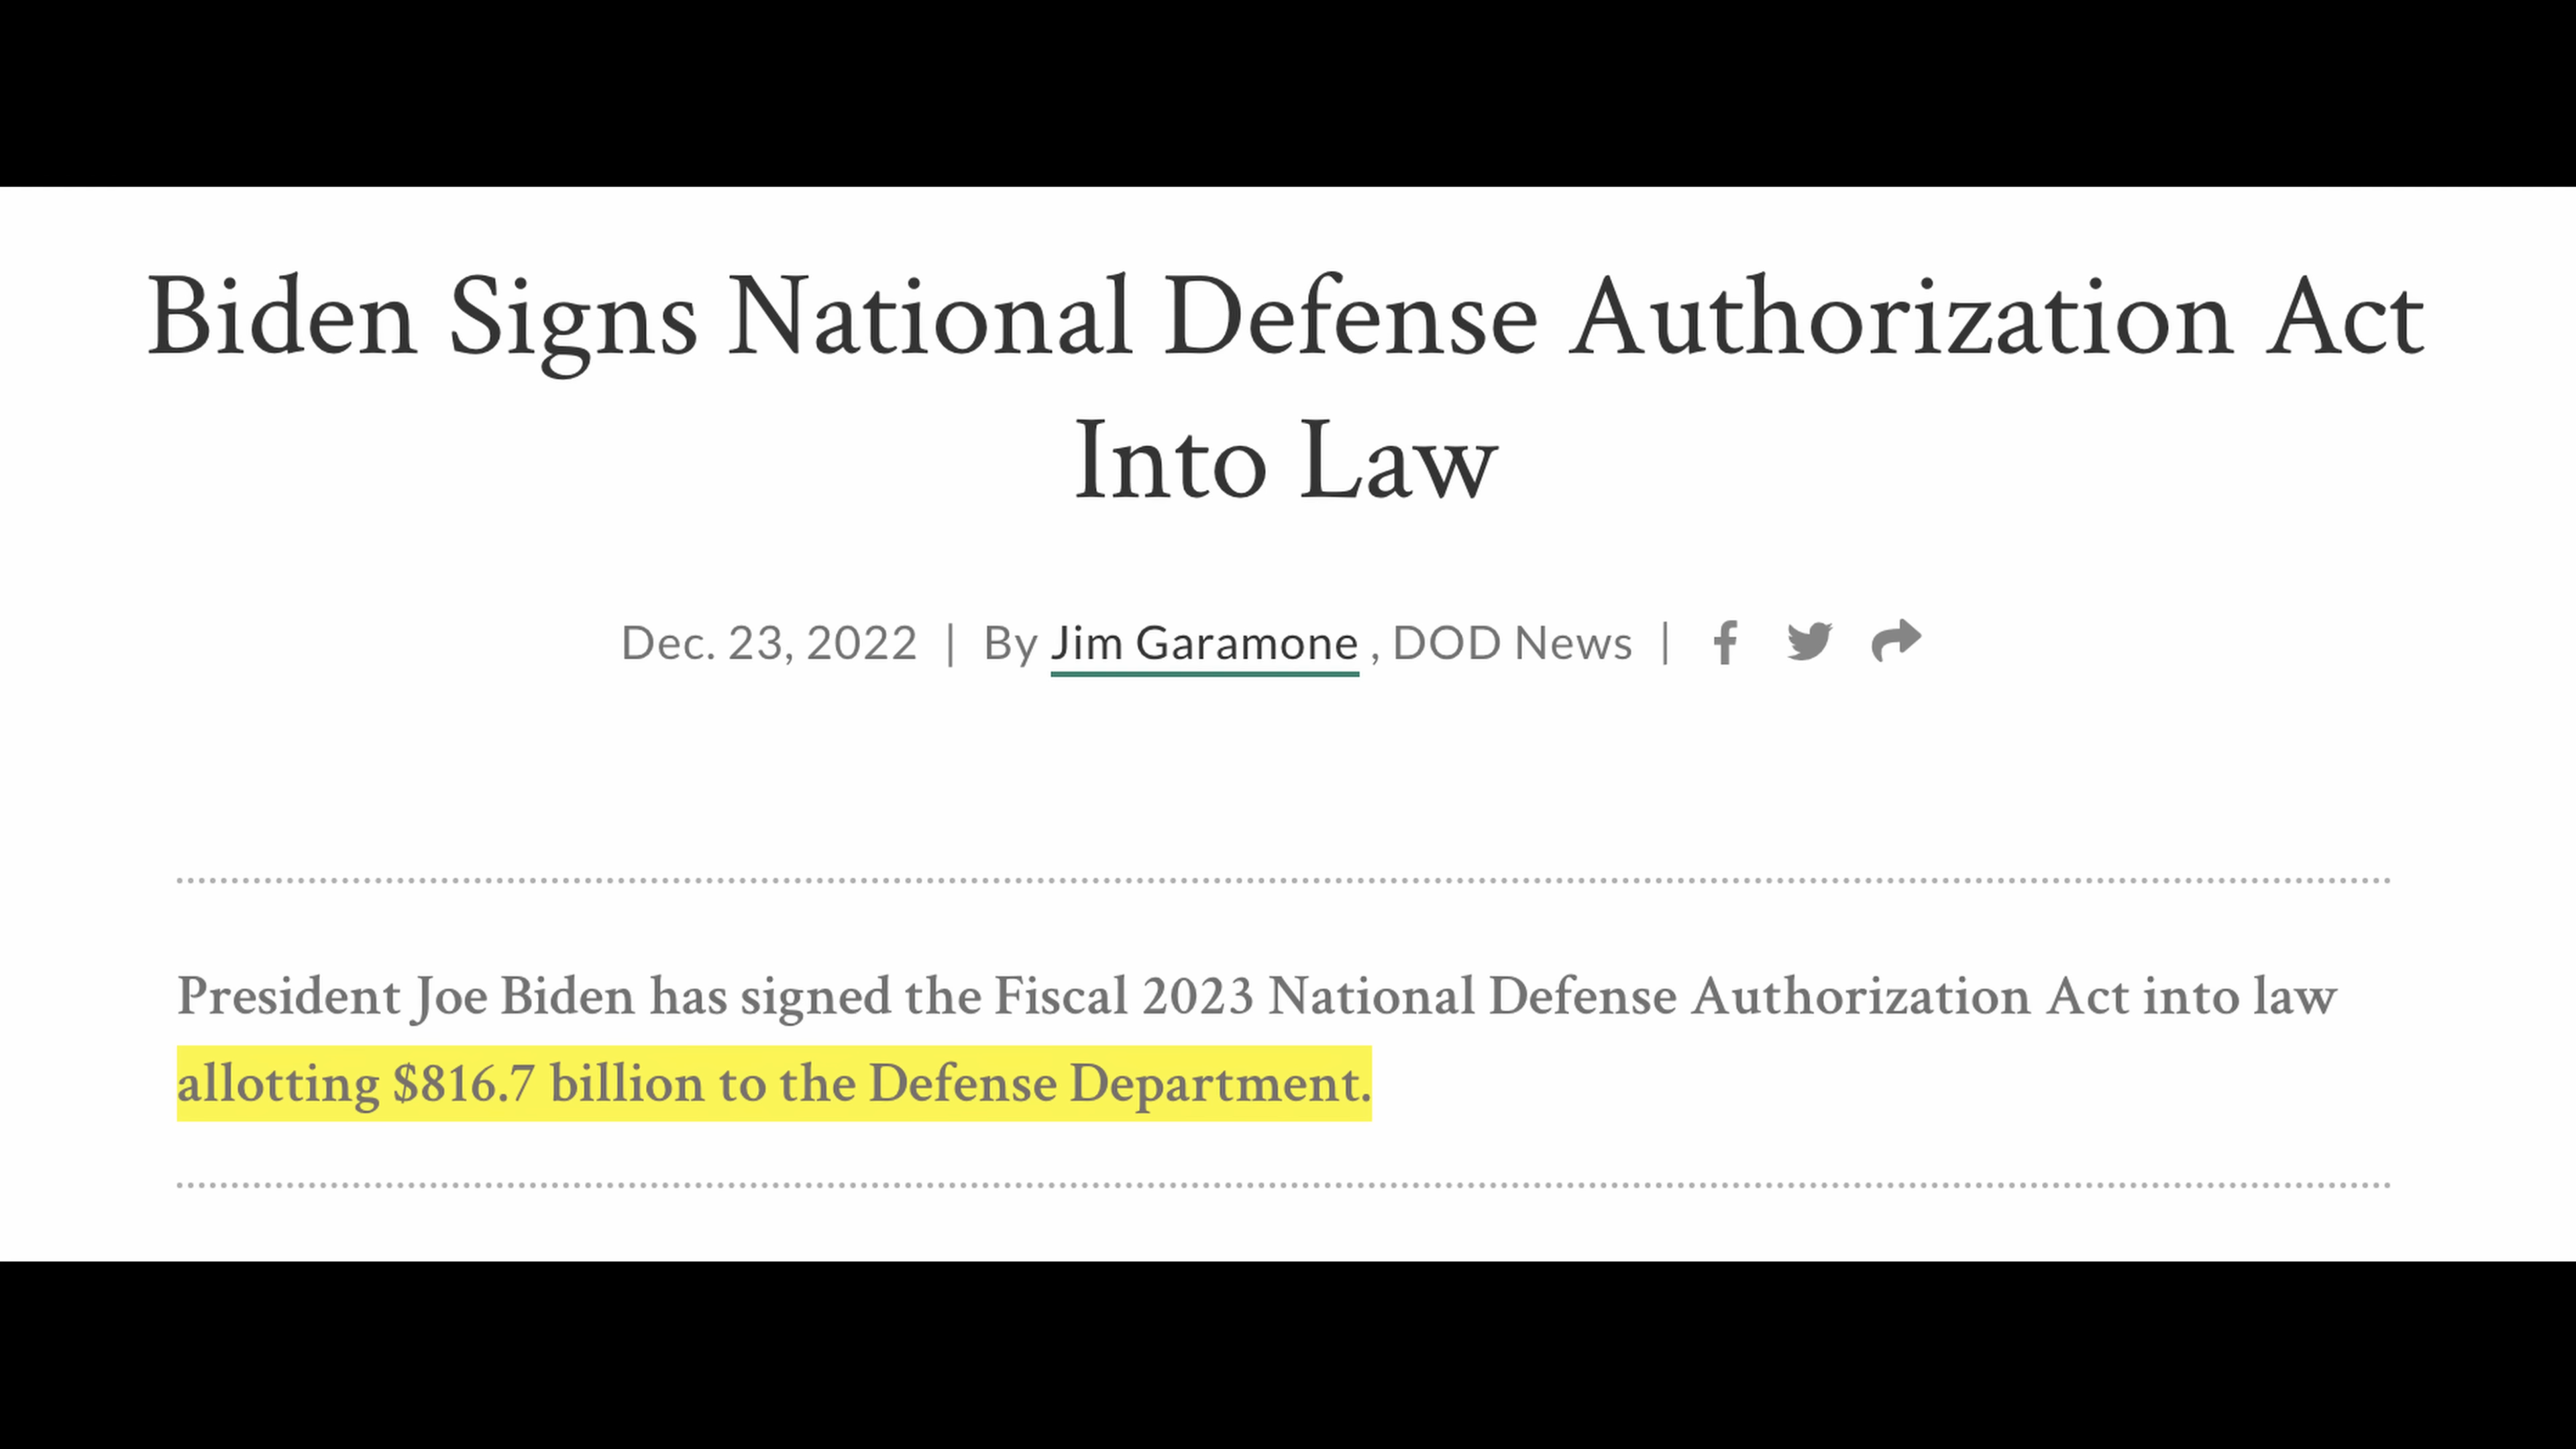 Biden Signs National Defense Authorization Act
Into Law
Dec. 23, 2022 | By Jim Garamone , DOD News |
President Joe Biden has signed the Fiscal 2023 National Defense Authorization Act into law
allotting $816.7 billion to the Defense Department.